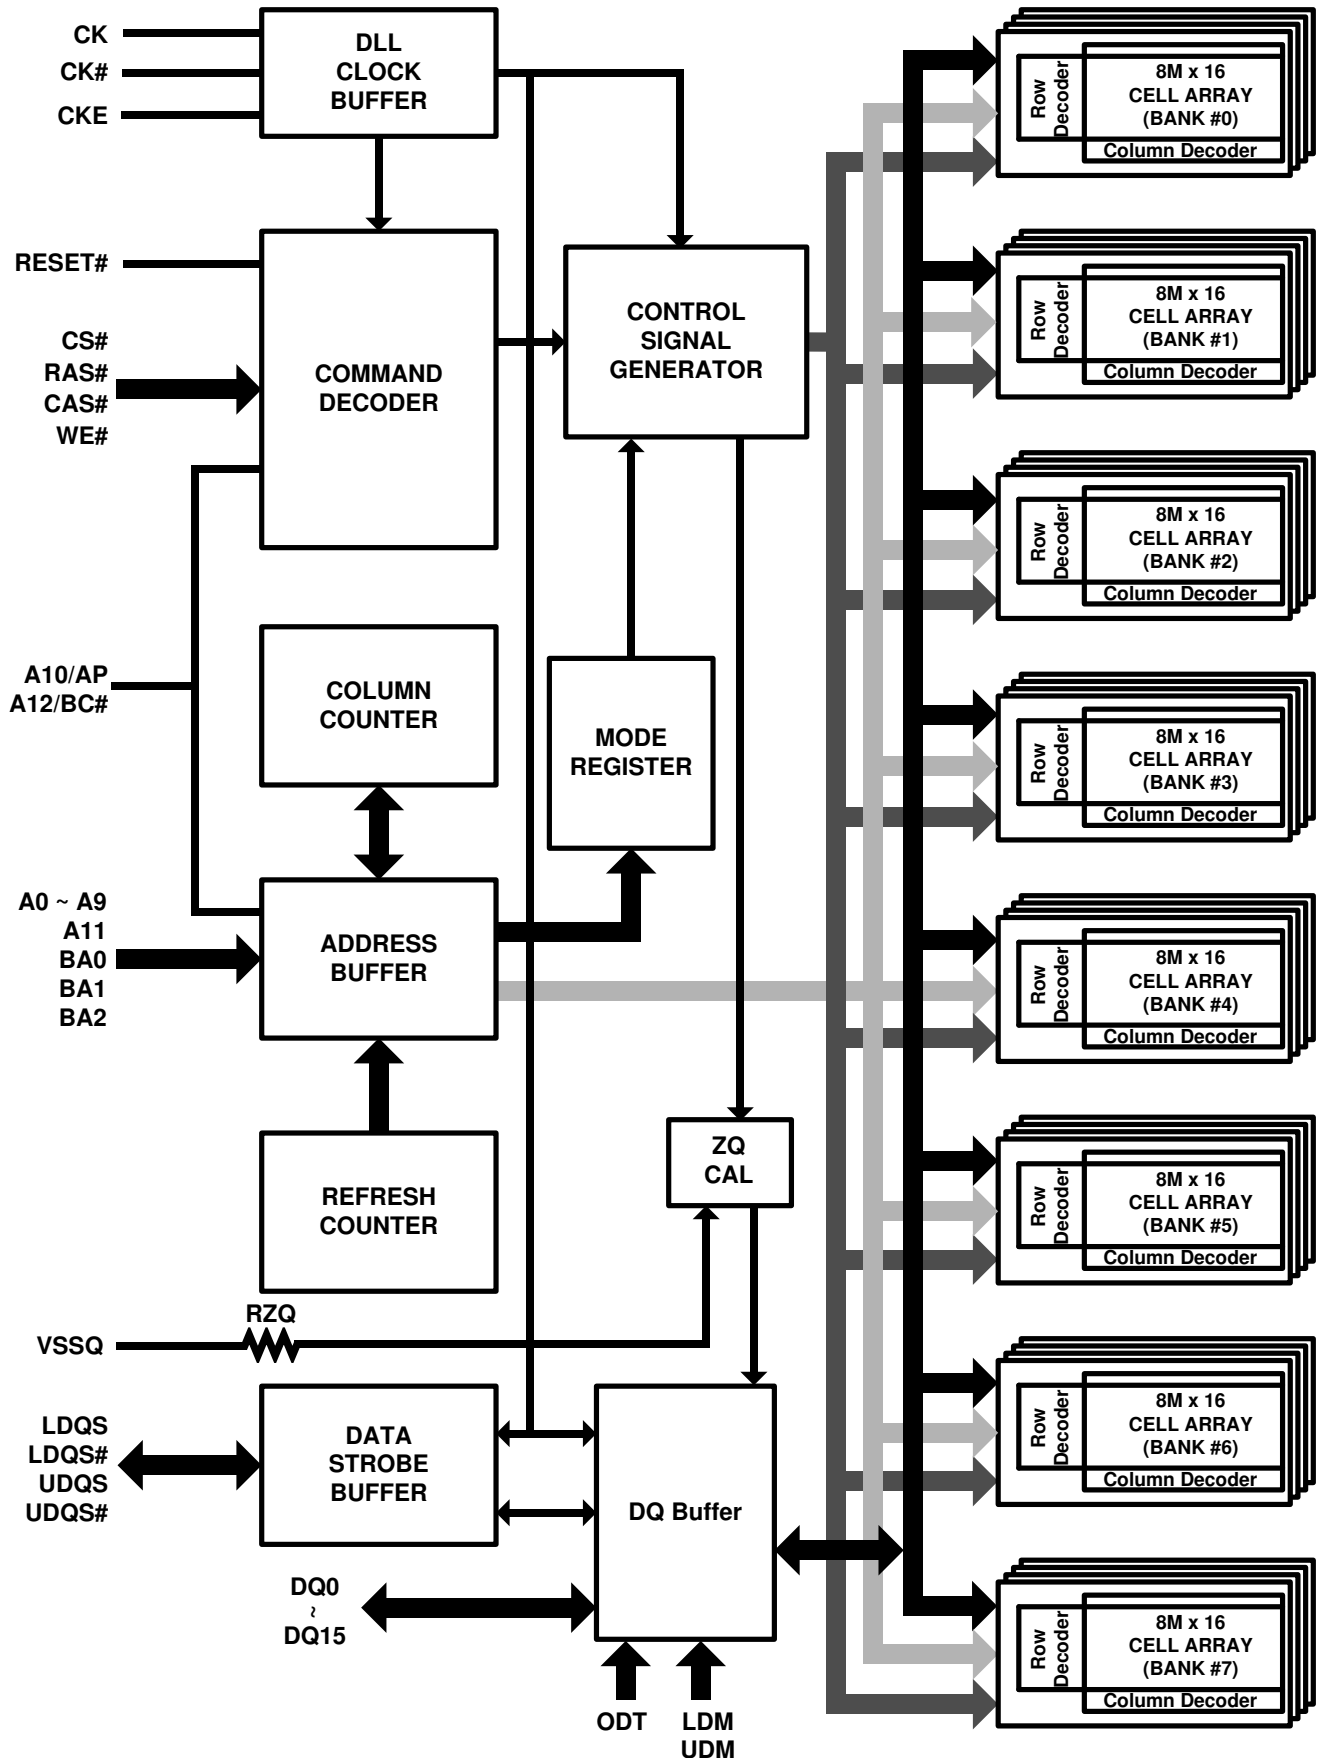 CK
CK#
CKE
DLL
CLOCK
BUFFER
RESET#
CS#
RAS#
CAS#
WE#
COMMAND
DECODER
CONTROL
SIGNAL
GENERATOR
A10/AP
A12/BC#
COLUMN
COUNTER
MODE
REGISTER
A0 ~ A9
A11
BA0
BA1
BA2
ADDRESS
BUFFER
REFRESH
COUNTER
ZQ
CAL
RZQ
VSSQ
LDQS
LDQS#
UDQS
UDQS#
DATA
STROBE
BUFFER
DQ Buffer
DQ0
~
DQ15
ODT
LDM
UDM
Row
Decoder
8M x 16
CELL ARRAY
(BANK #0)
Column Decoder
Row
Decoder
8M x 16
CELL ARRAY
(BANK #1)
Column Decoder
Row
Decoder
8M x 16
CELL ARRAY
(BANK #2)
Column Decoder
Row
Decoder
8M x 16
CELL ARRAY
(BANK #3)
Column Decoder
Row
Decoder
8M x 16
CELL ARRAY
(BANK #4)
Column Decoder
Row
Decoder
8M x 16
CELL ARRAY
(BANK #5)
Column Decoder
Row
Decoder
8M x 16
CELL ARRAY
(BANK #6)
Column Decoder
Row
Decoder
8M x 16
CELL ARRAY
(BANK #7)
Column Decoder